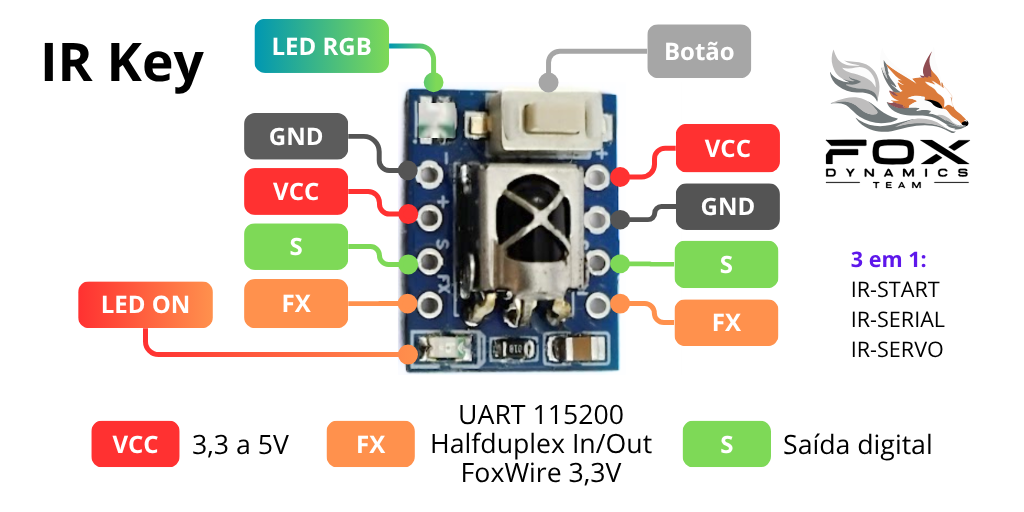 IR Key
LED RGB
Botão
GND
VCC
S
FX
LED ON
VCC
GND
S
FX
- + S FX
+
FOX
DYNAMICS
TEAM
3 em 1:
IR-START
IR-SERIAL
IR-SERVO
VCC
3,3 a 5V
FX
UART 115200
Halfduplex In/Out
FoxWire 3,3V
S
Saída digital